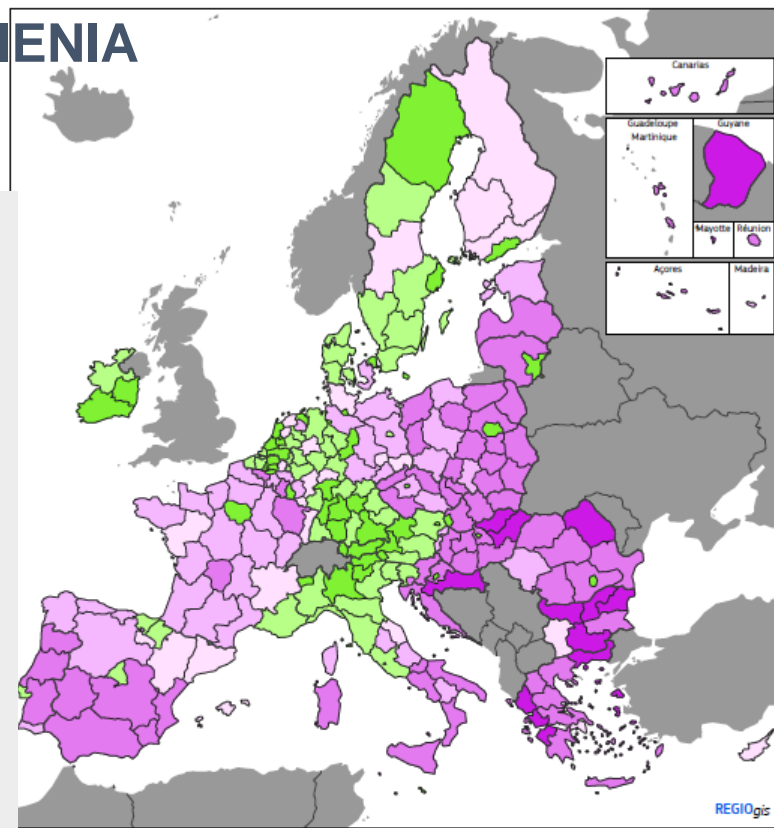 ENIA
Canarias
Guadeloupe
Martinique
Guyane
Mayotte
Réunion
Açores
Madeira
REGIOgis